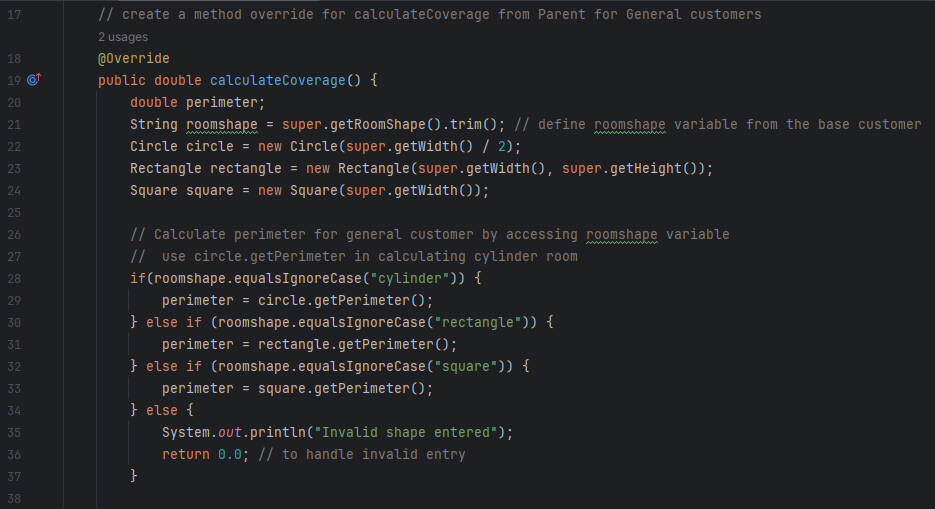 17 // create a method override for calculateCoverage from Parent for General customers
2 usages
18 @Override
19 public double calculateCoverage() {
20 double perimeter;
21 String roomshape = super.getRoomShape().trim(); // define roomshape variable from the base customer
22 Circle circle = new Circle(super.getWidth() / 2);
23 Rectangle rectangle = new Rectangle(super.getWidth(), super.getHeight());
24 Square square = new Square(super.getWidth());
25
26 // Calculate perimeter for general customer by accessing roomshape variable
27 //  use circle.getPerimeter in calculating cylinder room
28 if(roomshape.equalsIgnoreCase("cylinder")) {
29 perimeter = circle.getPerimeter();
30 } else if (roomshape.equalsIgnoreCase("rectangle")) {
31 perimeter = rectangle.getPerimeter();
32 } else if (roomshape.equalsIgnoreCase("square")) {
33 perimeter = square.getPerimeter();
34 } else {
35 System.out.println("Invalid shape entered");
36 return 0.0; // to handle invalid entry
37 }
38